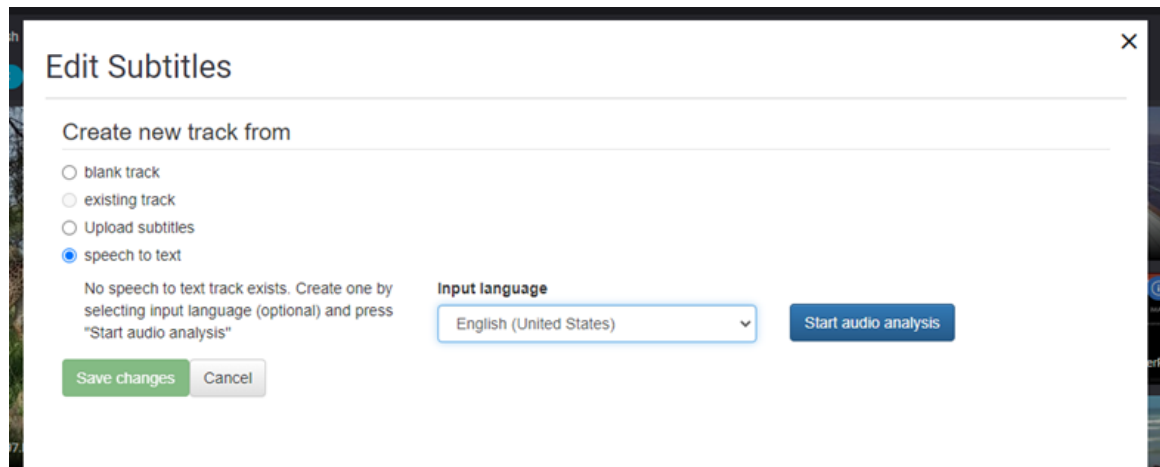 Edit Subtitles
Create new track from
blank track
existing track
Upload subtitles
speech to text
No speech to text track exists. Create one by
selecting input language (optional) and press
"Start audio analysis"
Input language
English (United States)
Start audio analysis
Save changes
Cancel